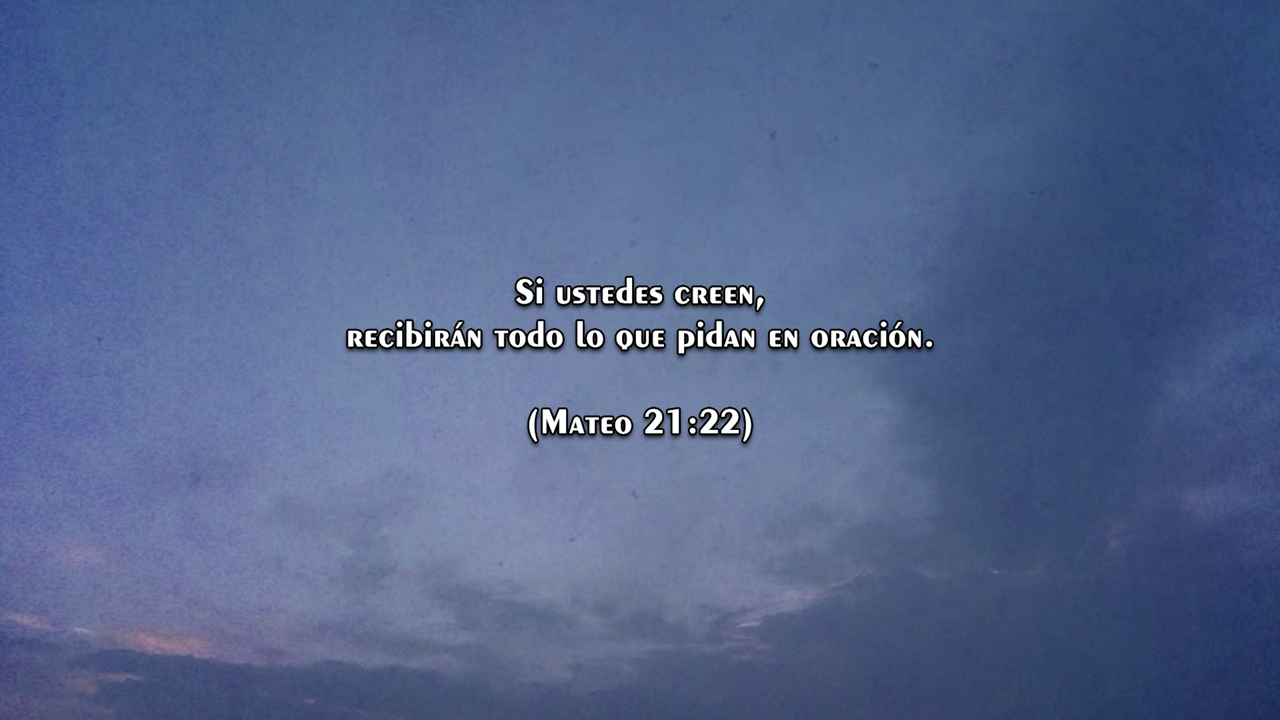 Si ustedes creen,
recibirán todo lo que pidan en oración.
(Mateo 21:22)